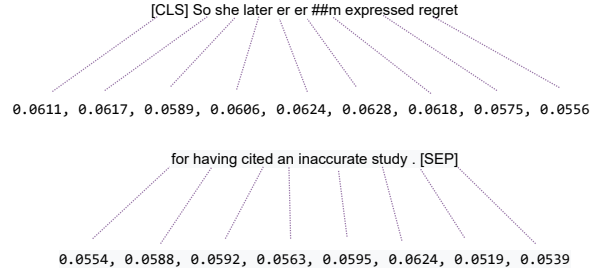 [CLS] So she later er er ##m expressed regret
0.0611, 0.0617, 0.0589, 0.0606, 0.0624, 0.0628, 0.0618, 0.0575, 0.0556
for having cited an inaccurate study . [SEP]
0.0554, 0.0588, 0.0592, 0.0563, 0.0595, 0.0624, 0.0519, 0.0539